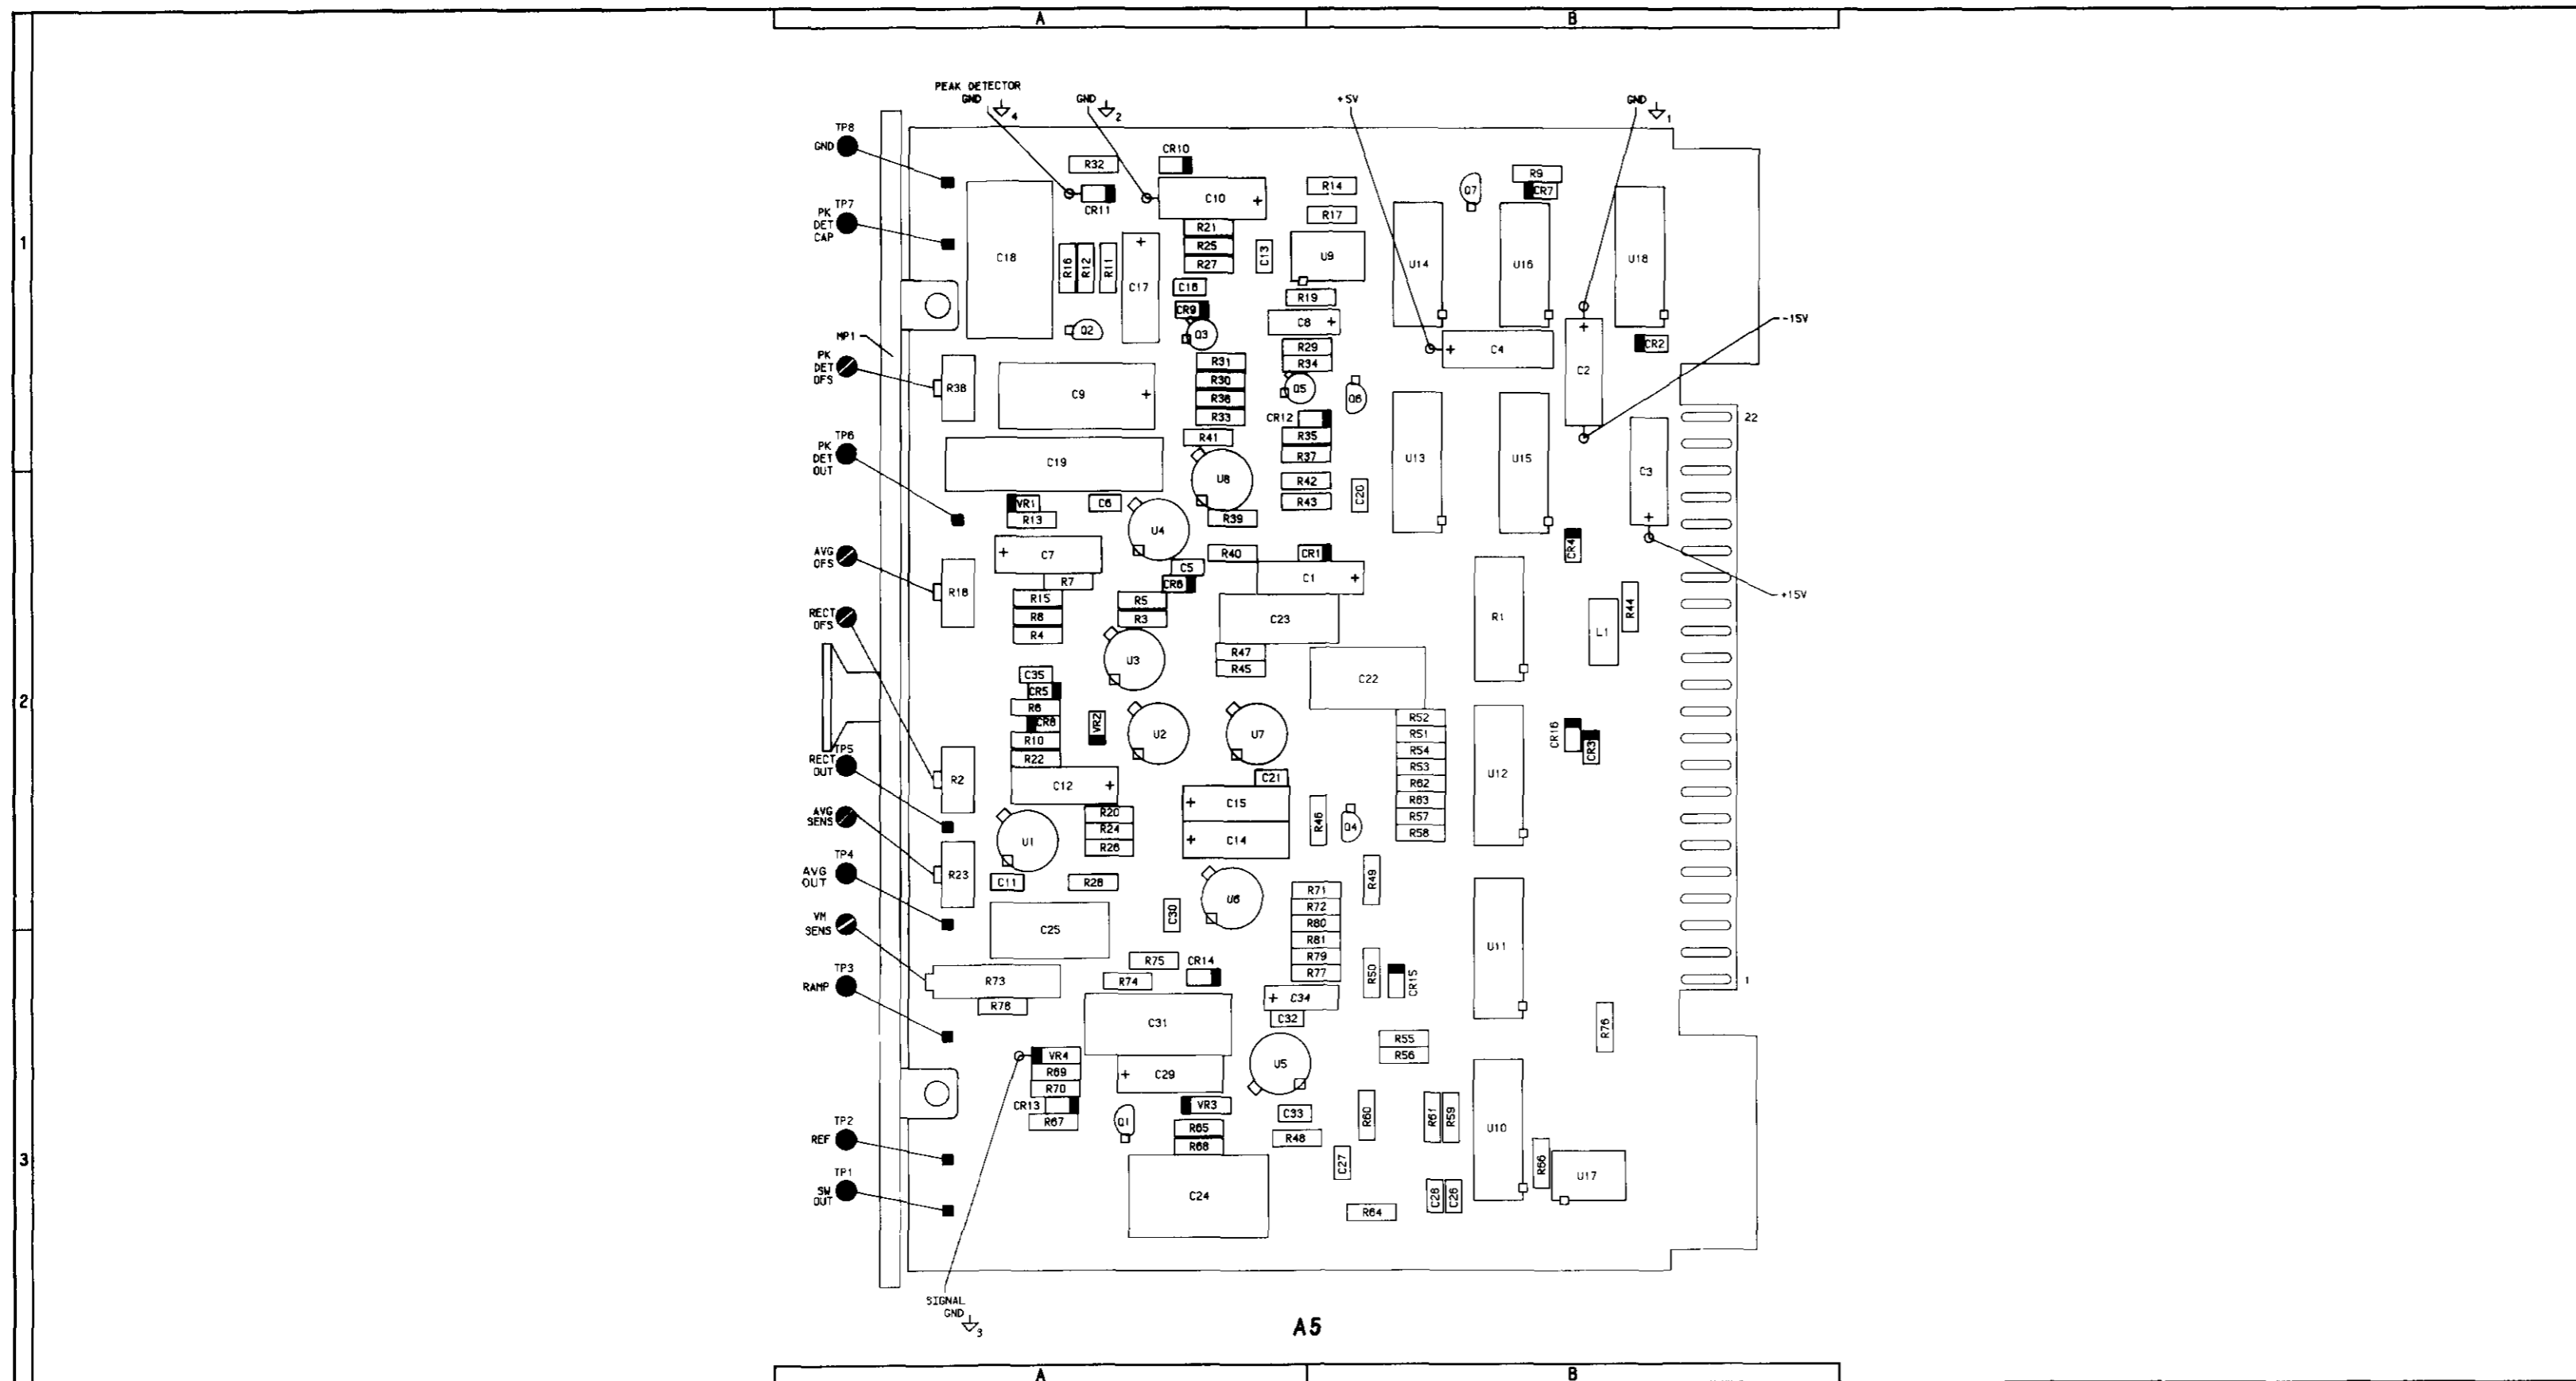 A B
PEAK DETECTOR
GND 4
GND 2
+5V
GND 1
TP8
GND
R32
CR10
TP7
PK
DET
CAP
CR11
C10 +
R14
R17
Q7
R9
CR7
R21
R25
R27
C13
U9
U14
U16
U18
1
C18
R16
R12
R11
+
C17
C16
CR9
Q3
Q2
R19
C8 +
R29
R34
+ C4
+
C2
CR2
-15V
MP1
PK
DET
OFS
R38
C9 +
R31
R30
R36
R33
R41
Q5
Q6
CR12
R35
R37
22
TP6
PK
DET
OUT
C19
U8
U13
U15
C3
+
R42
R43
C20
VR1
R13
C6
U4
R39
AVG
OFS
R18
+ C7
R7
R40
CR1
C5
CR6
C1 +
CR4
+15V
R15
R8
R4
R5
R3
C23
R1
L1
R44
RECT
OFS
U3
R47
R45
C22
2
C35
CR5
R6
CR8
R10
R22
VR2
U2
U7
R52
R51
R54
R53
R62
R63
R57
R58
U12
CR16
CR3
TP5
RECT
OUT
R2
C12 +
C21
+ C15
+ C14
R46
Q4
AVG
SENS
U1
R20
R24
R26
TP4
AVG
OUT
R23
C11
R28
U6
R71
R72
R80
R81
R79
R77
R49
VM
SENS
C25
C30
U11
R75
R74
CR14
R50
CR15
1
TP3
RAMP
R73
R78
C31
+ C34
C32
R55
R56
R76
VR4
R69
R70
CR13
R67
+ C29
U5
Q1
VR3
R65
R68
C33
R48
R60
R61
R59
U10
TP2
REF
3
TP1
SW
OUT
C24
C27
C28
C26
R64
R66
U17
SIGNAL
GND 3
A5
A B